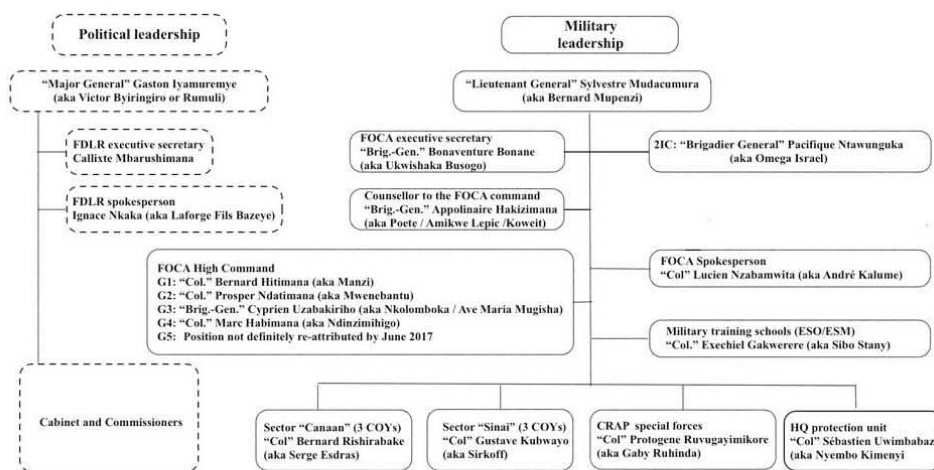 Political leadership
Military
leadership
“Major General” Gaston Iyamuremye
(aka Victor Byiringiro or Rumuli)
“Lieutenant General” Sylvestre Mudacumura
(aka Bernard Mupenzi)
FDLR executive secretary
Callixte Mbarushimana
FOCA executive secretary
“Brig.-Gen.” Bonaventure Bonane
(aka Ukwishaka Busogo)
2IC: “Brigadier General” Pacifique Ntawunguka
(aka Omega Israel)
FDLR spokesperson
Ignace Nkaka (aka Laforge Fils Bazeye)
Counsellor to the FOCA command
“Brig-Gen.” Appolinaire Hakizimana
(aka Poete / Amikwe Lepic /Koweit)
FOCA High Command
G1: “Col.” Bernard Hitimana (aka Manzi)
G2: “Col.” Prosper Ndatimana (aka Mwenebantu)
G3: “Brig.-Gen.” Cyprien Uzabakiriho (aka Nkolomboka / Ave Maria Mugisha)
G4: “Col.” Marc Habimana (aka Ndinzimihigo)
G5: Position not definitely re-attributed by June 2017
FOCA Spokesperson
“Col” Lucien Nzabamwita (aka André Kalume)
Military training schools (ESO/ESM)
“Col.” Exechiel Gakwerere (aka Sibo Stany)
Cabinet and Commissioners
Sector “Canaan” (3 COYs)
“Col” Bernard Rishirabake
(aka Serge Esdras)
Sector “Sinai” (3 COYs)
“Col” Gustave Kubwayo
(aka Sirkoff)
CRAP special forces
“Col” Protogene Ruvugayimikore
(aka Gaby Ruhinda)
HQ protection unit
“Col” Sébastien Uwimbabaz
(aka Nyembo Kimenyi)